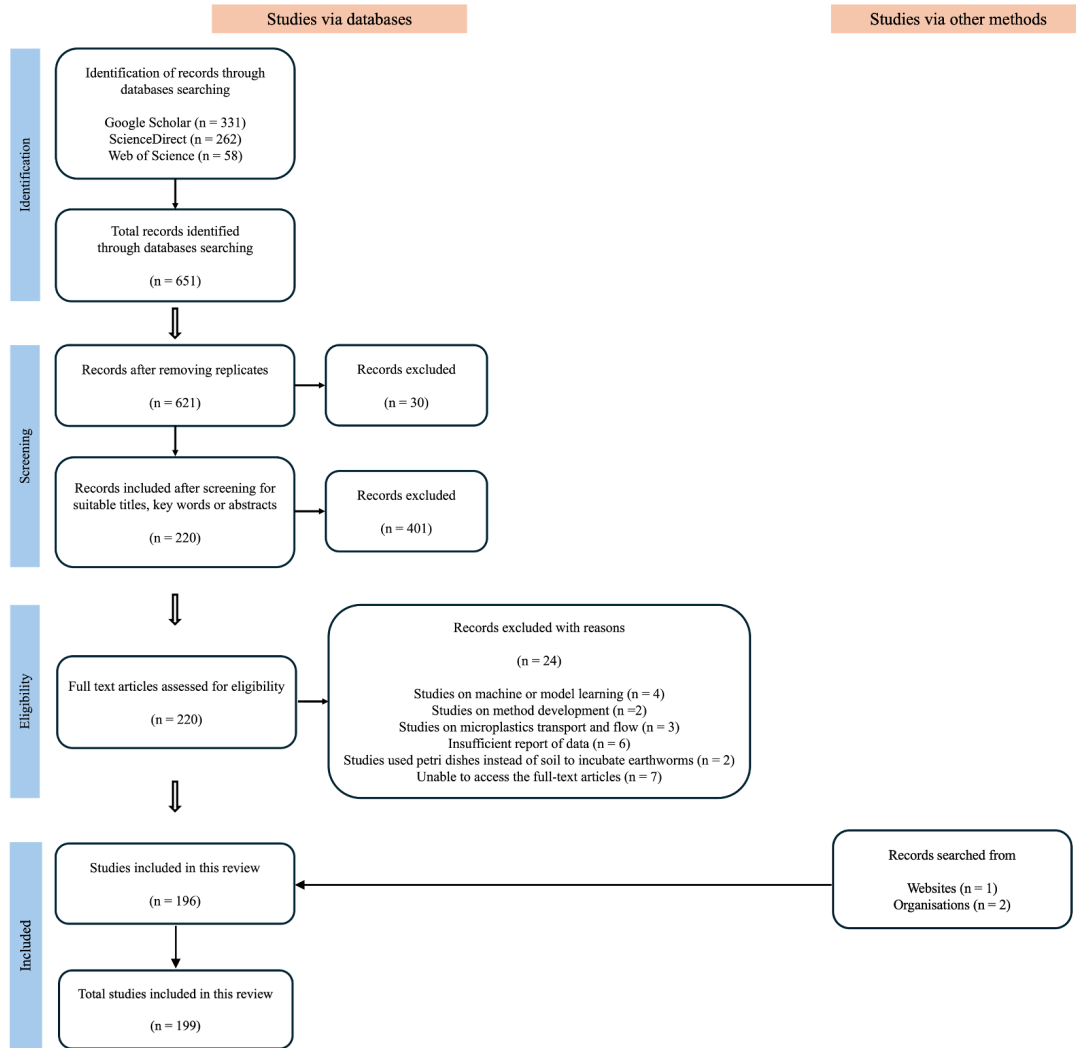 Studies via databases
Studies via other methods
Identification
Identification of records through
databases searching
Google Scholar (n = 331)
ScienceDirect (n = 262)
Web of Science (n = 58)
Total records identified
through databases searching
(n = 651)
Screening
Records after removing replicates
(n = 621)
Records excluded
(n = 30)
Records included after screening for
suitable titles, key words or abstracts
(n = 220)
Records excluded
(n = 401)
Eligibility
Full text articles assessed for eligibility
(n = 220)
Records excluded with reasons
(n = 24)
Studies on machine or model learning (n = 4)
Studies on method development (n =2)
Studies on microplastics transport and flow (n = 3)
Insufficient report of data (n = 6)
Studies used petri dishes instead of soil to incubate earthworms (n = 2)
Unable to access the full-text articles (n = 7)
Included
Studies included in this review
(n = 196)
Records searched from
Websites (n = 1)
Organisations (n = 2)
Total studies included in this review
(n = 199)